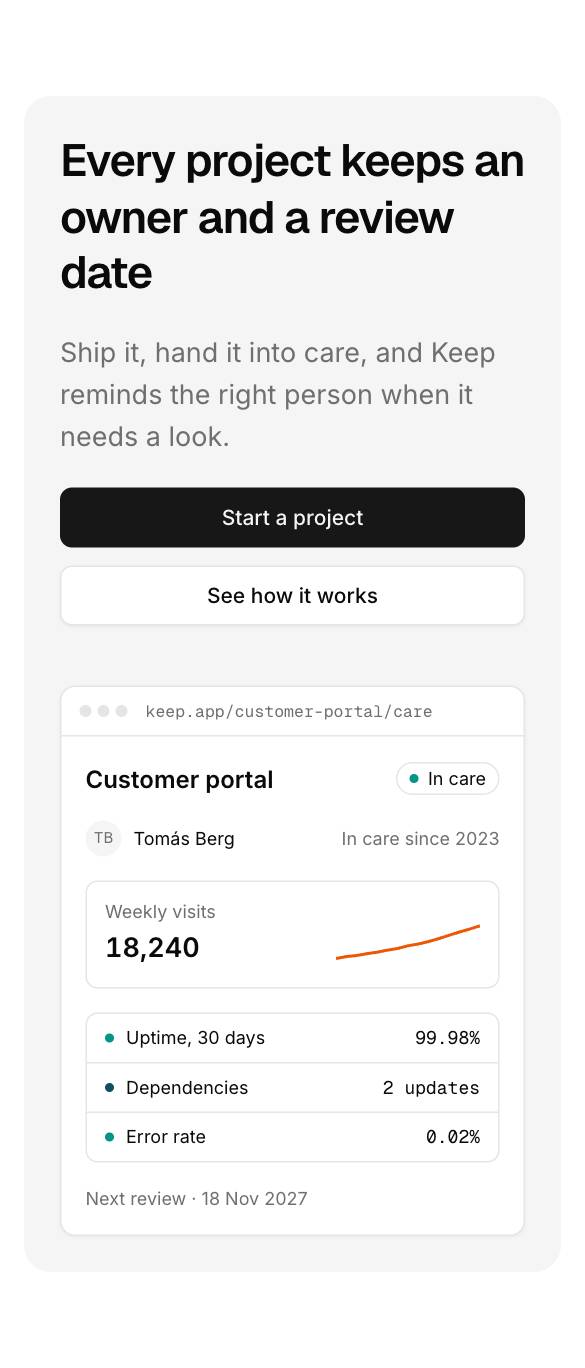 Every project keeps an
owner and a review
date
Ship it, hand it into care, and Keep
reminds the right person when it
needs a look.
Start a project
See how it works
keep.app/customer-portal/care
Customer portal
In care
TB
Tomás Berg
In care since 2023
Weekly visits
18,240
Uptime, 30 days
99.98%
Dependencies
2 updates
Error rate
0.02%
Next review · 18 Nov 2027